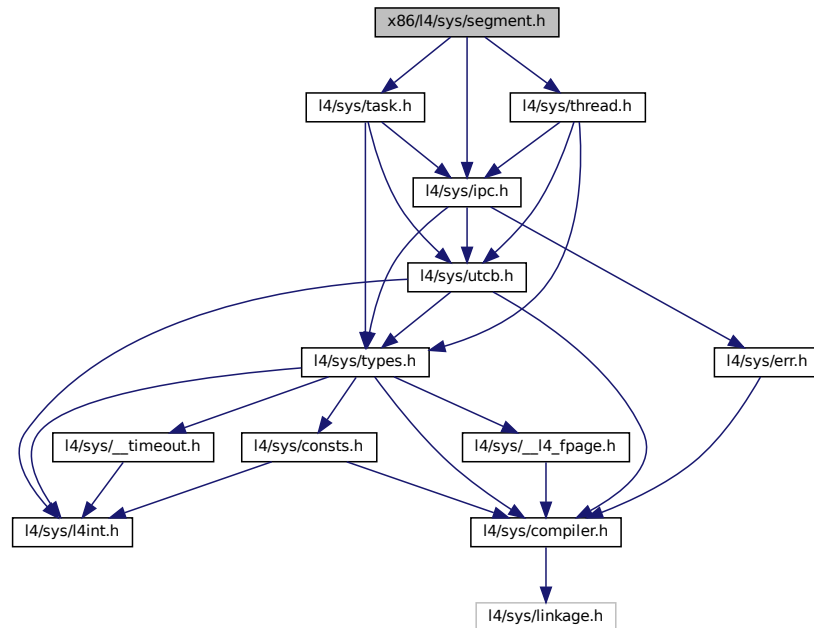 x86/l4/sys/segment.h
l4/sys/task.h
l4/sys/thread.h
l4/sys/ipc.h
l4/sys/utcb.h
l4/sys/types.h
l4/sys/err.h
l4/sys/__timeout.h
l4/sys/consts.h
l4/sys/__l4_fpage.h
l4/sys/l4int.h
l4/sys/compiler.h
l4/sys/linkage.h